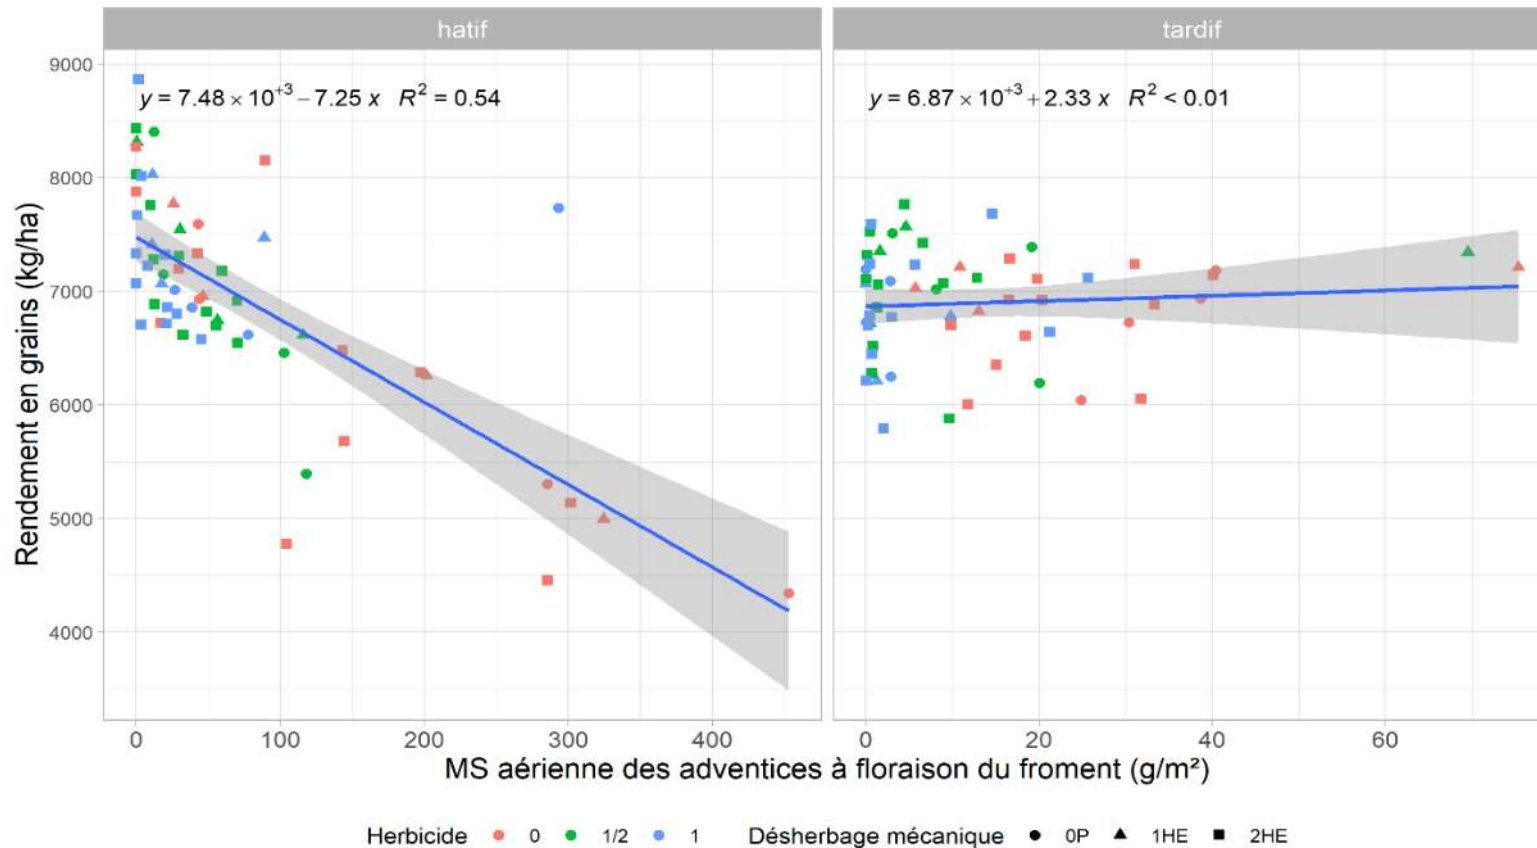 hatif
tardif
Rendement en grains (kg/ha)
9000
8000
7000
6000
5000
4000
y = 7.48 × 10⁺³ − 7.25 x R² = 0.54
y = 6.87 × 10⁺³ + 2.33 x R² < 0.01
0 100 200 300 400
0 20 40 60
MS aérienne des adventices à floraison du froment (g/m²)
Herbicide 0 1/2 1 Désherbage mécanique 0P 1HE 2HE